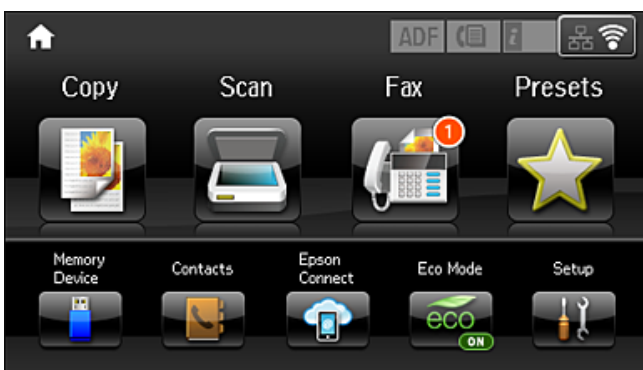 ADF i
Copy Scan Fax Presets
1
Memory Device Contacts Epson Connect Eco Mode Setup
eco
ON